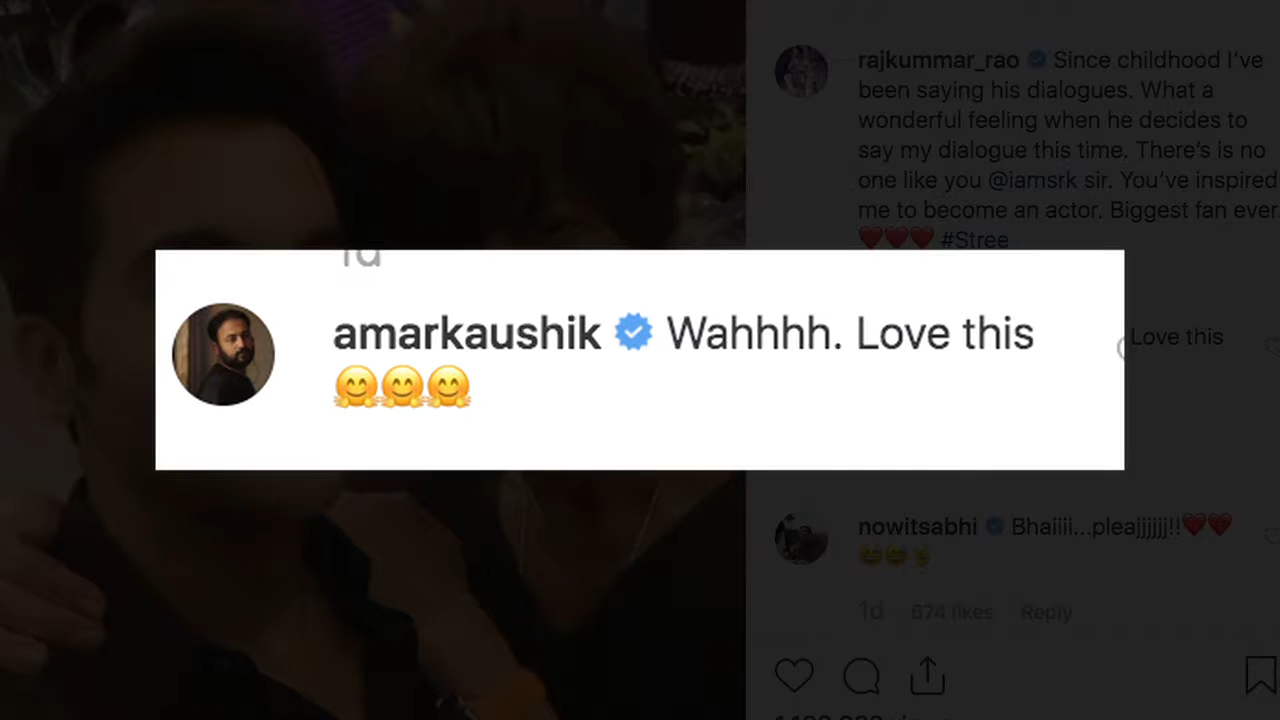 rajkummar_rao Since childhood I've
been saying his dialogues. What a
wonderful feeling when he decides to
say my dialogue this time. There's is no
one like you @iamsrk sir. You've inspired
me to become an actor. Biggest fan ever
❤️❤️❤️ #Stree
1d
amarkaushik Wahhhh. Love this
🤗🤗🤗
Love this
nowitsabhi Bhaiiii...pleajjjjjj!!❤️❤️
1d 674 likes Reply